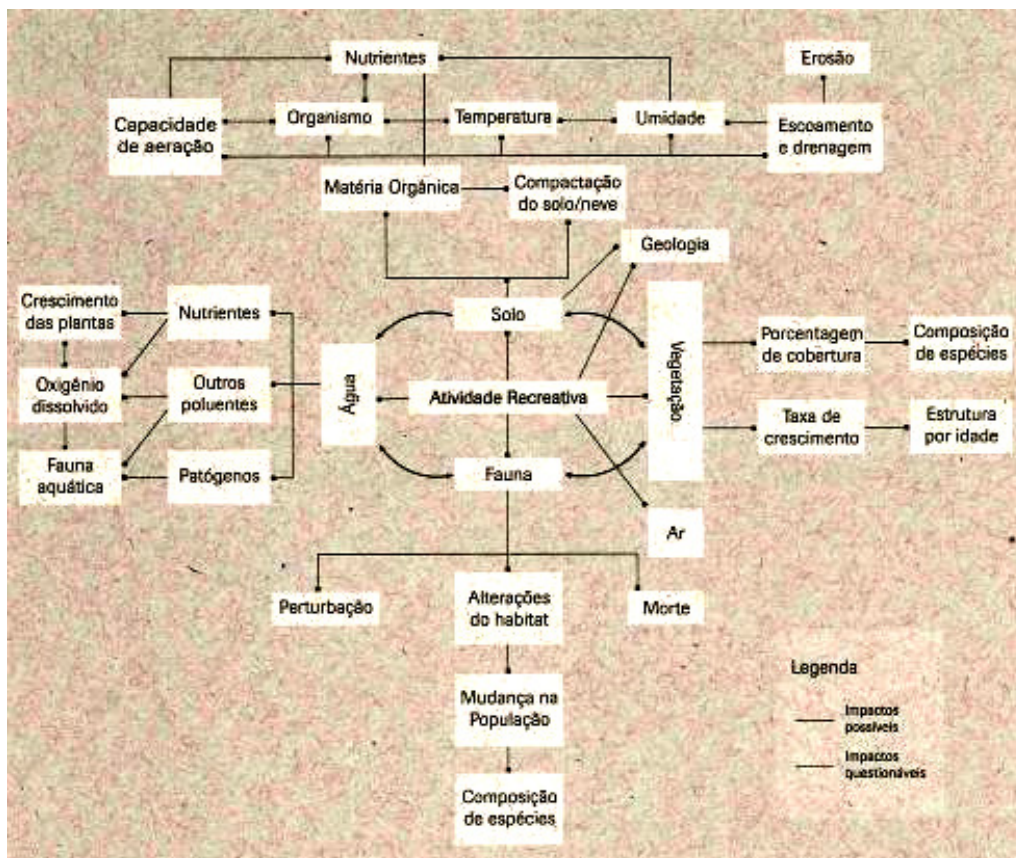 Nutrientes
Erosão
Capacidade
de aeração
Organismo
Temperatura
Umidade
Escoamento
e drenagem
Matéria Orgânica
Compactação
do solo/neve
Geologia
Crescimento
das plantas
Nutrientes
Solo
Vegetação
Porcentagem
de cobertura
Composição
de espécies
Oxigênio
dissolvido
Outros
poluentes
Água
Atividade Recreativa
Taxa de
crescimento
Estrutura
por idade
Fauna
aquática
Patógenos
Fauna
Ar
Perturbação
Alterações
do habitat
Morte
Mudança na
População
Composição
de espécies
Legenda
Impactos
possíveis
Impactos
questionáveis